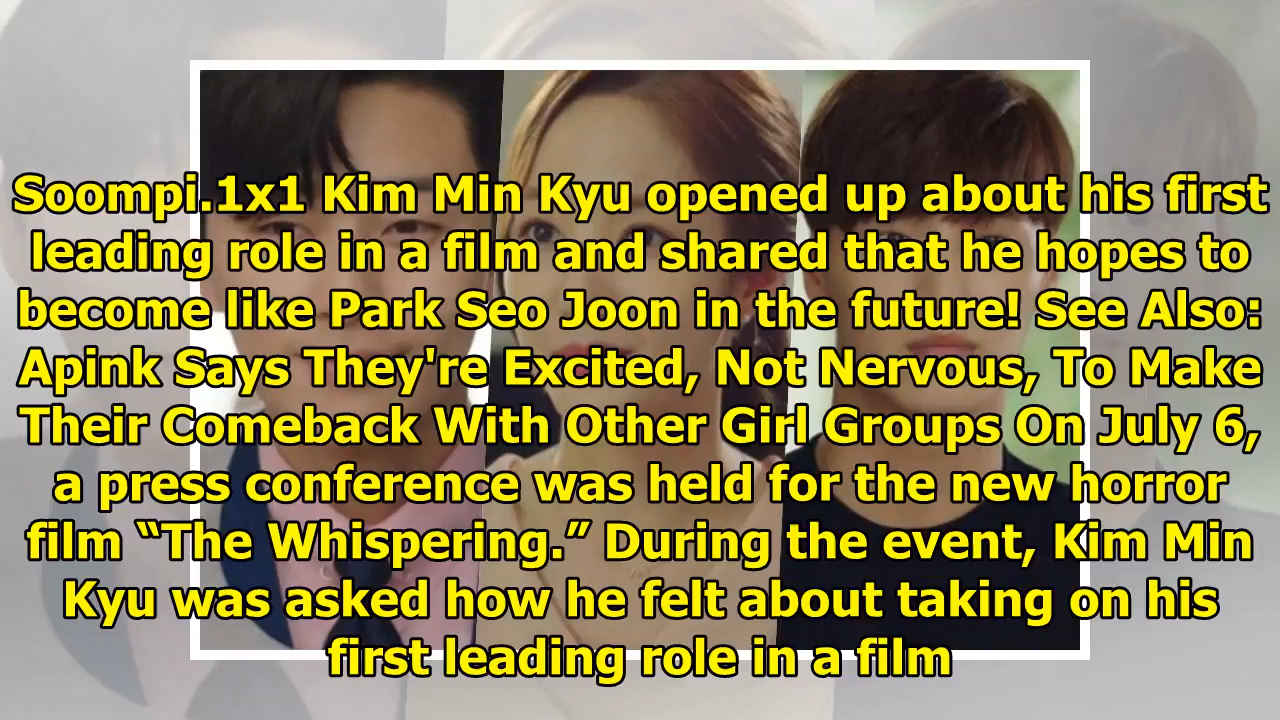 Soompi.1x1 Kim Min Kyu opened up about his first
leading role in a film and shared that he hopes to
become like Park Seo Joon in the future! See Also:
Apink Says They're Excited, Not Nervous, To Make
Their Comeback With Other Girl Groups On July 6,
a press conference was held for the new horror
film “The Whispering.” During the event, Kim Min
Kyu was asked how he felt about taking on his
first leading role in a film